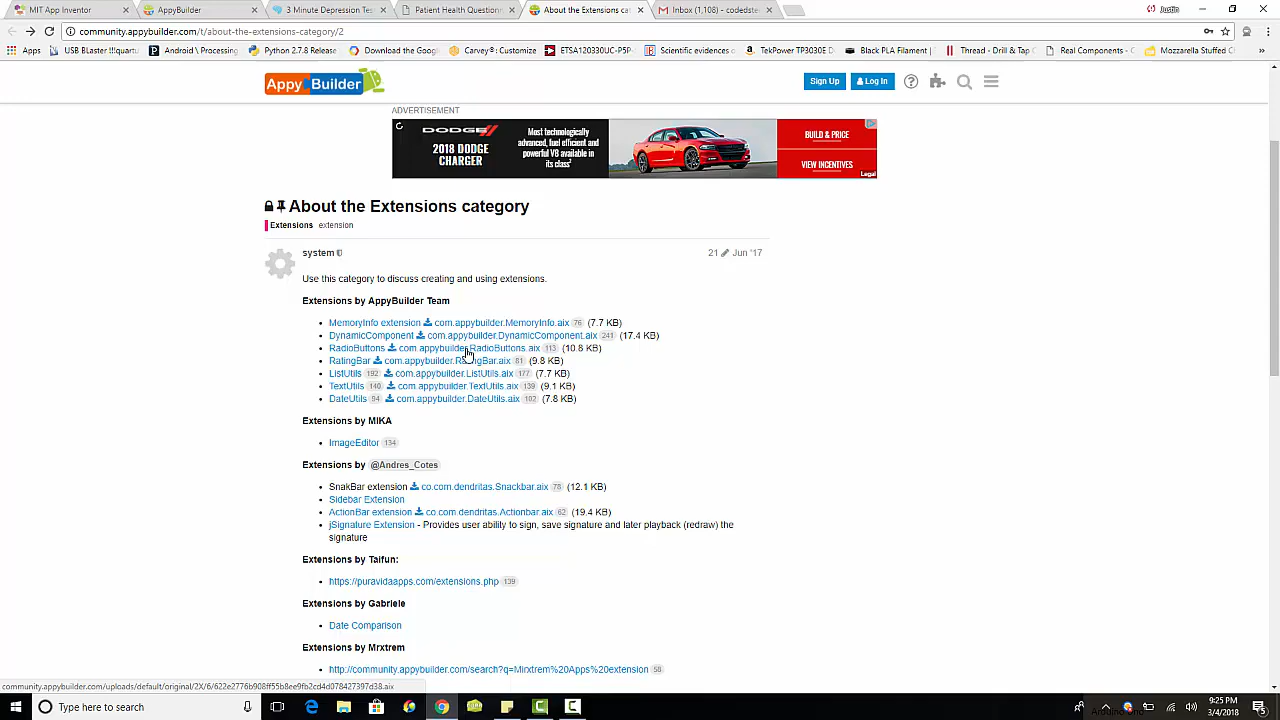 MIT App Inventor
AppyBuilder
3 Minute Depression Tes
Patient Health Question
About the Extensions cat
Inbox (1,108) - codedste
Justin
community.appybuilder.com/t/about-the-extensions-category/2
Apps
USB BLaster !!!quartu
Android \ Processing
Python 2.7.8 Release
Download the Googl
Carvey®: Customize
ETSA120330UC-P5P-
Scientific evidences o
TekPower TP3030E D
Black PLA Filament |
Thread - Drill & Tap C
Real Components - C
Mozzarella Stuffed C
Appy Builder
Sign Up
Log In
ADVERTISEMENT
DODGE
2018 DODGE
CHARGER
Most technologically
advanced, fuel efficient and
powerful V8 available in
its class
BUILD & PRICE
VIEW INCENTIVES
Legal
About the Extensions category
Extensions extension
system
21 Jun '17
Use this category to discuss creating and using extensions.
Extensions by AppyBuilder Team
• MemoryInfo extension com.appybuilder.MemoryInfo.aix 76 (7.7 KB)
• DynamicComponent com.appybuilder.DynamicComponent.aix 241 (17.4 KB)
• RadioButtons com.appybuilder.RadioButtons.aix 113 (10.8 KB)
• RatingBar com.appybuilder.RatingBar.aix 81 (9.8 KB)
• ListUtils 192 com.appybuilder.ListUtils.aix 177 (7.7 KB)
• TextUtils 140 com.appybuilder.TextUtils.aix 139 (9.1 KB)
• DateUtils 94 com.appybuilder.DateUtils.aix 102 (7.8 KB)
Extensions by MIKA
• ImageEditor 134
Extensions by @Andres_Cotes
• SnakBar extension co.com.dendritas.Snackbar.aix 78 (12.1 KB)
• Sidebar Extension
• ActionBar extension co.com.dendritas.Actionbar.aix 62 (19.4 KB)
• jSignature Extension - Provides user ability to sign, save signature and later playback (redraw) the
signature
Extensions by Taifun:
• https://puravidaapps.com/extensions.php 139
Extensions by Gabriele
• Date Comparison
Extensions by Mrxtrem
• http://community.appybuilder.com/search?q=Mirxtrem%20Apps%20extension 58
community.appybuilder.com/uploads/default/original/2X/6/622e2776b908ff55b8ee9fb2cd4d078427397d38.aix
Type here to search
Arduino Uno
9:25 PM
3/4/2018